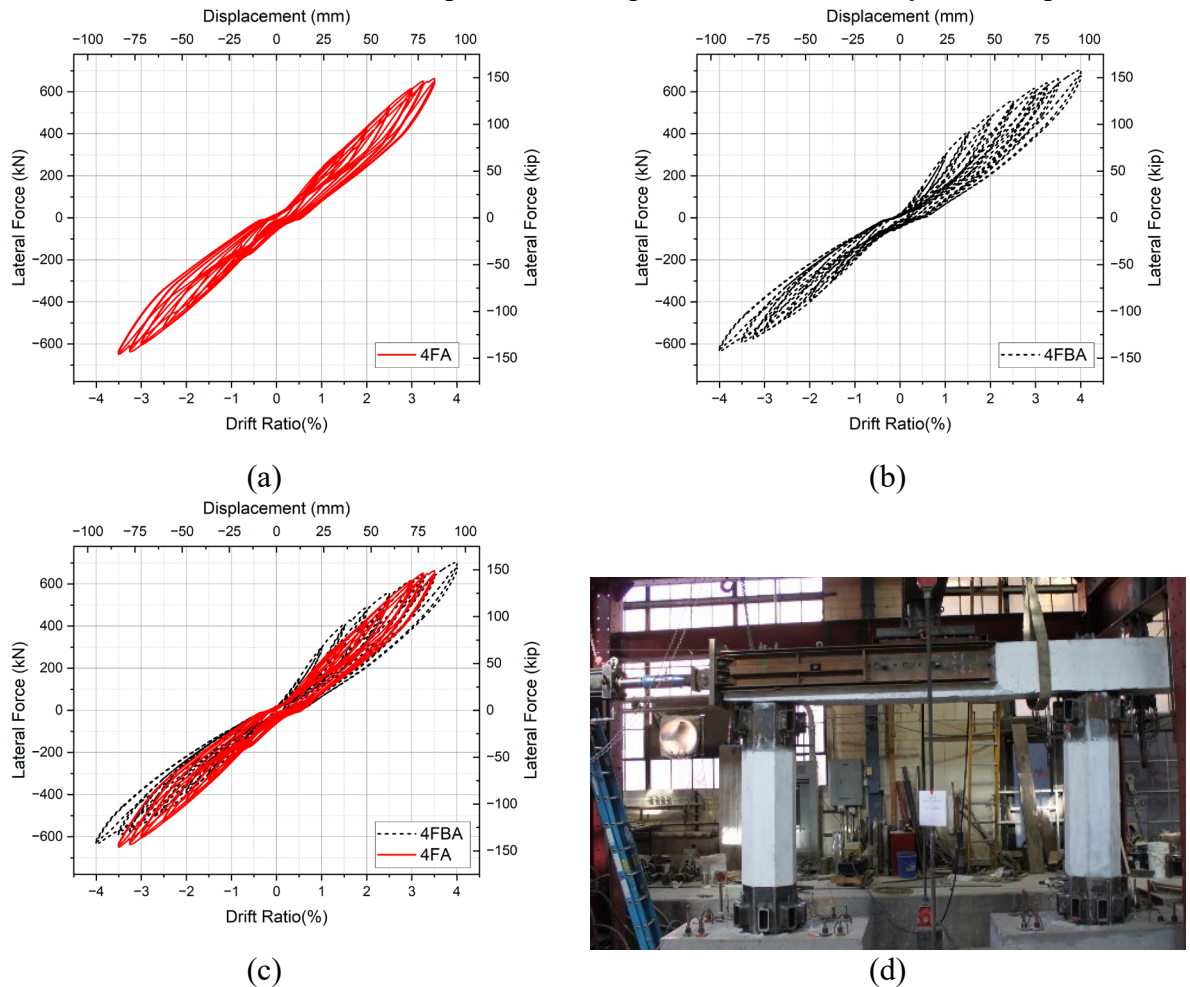 Displacement (mm)
−100 −75 −50 −25 0 25 50 75 100
600 400 200 0 −200 −400 −600
Lateral Force (kN)
150 100 50 0 −50 −100 −150
Lateral Force (kip)
4FA
−4 −3 −2 −1 0 1 2 3 4
Drift Ratio(%)
(a)
Displacement (mm)
−100 −75 −50 −25 0 25 50 75 100
600 400 200 0 −200 −400 −600
Lateral Force (kN)
150 100 50 0 −50 −100 −150
Lateral Force (kip)
4FBA
−4 −3 −2 −1 0 1 2 3 4
Drift Ratio(%)
(b)
Displacement (mm)
−100 −75 −50 −25 0 25 50 75 100
600 400 200 0 −200 −400 −600
Lateral Force (kN)
150 100 50 0 −50 −100 −150
Lateral Force (kip)
4FBA
4FA
−4 −3 −2 −1 0 1 2 3 4
Drift Ratio(%)
(c)
(d)